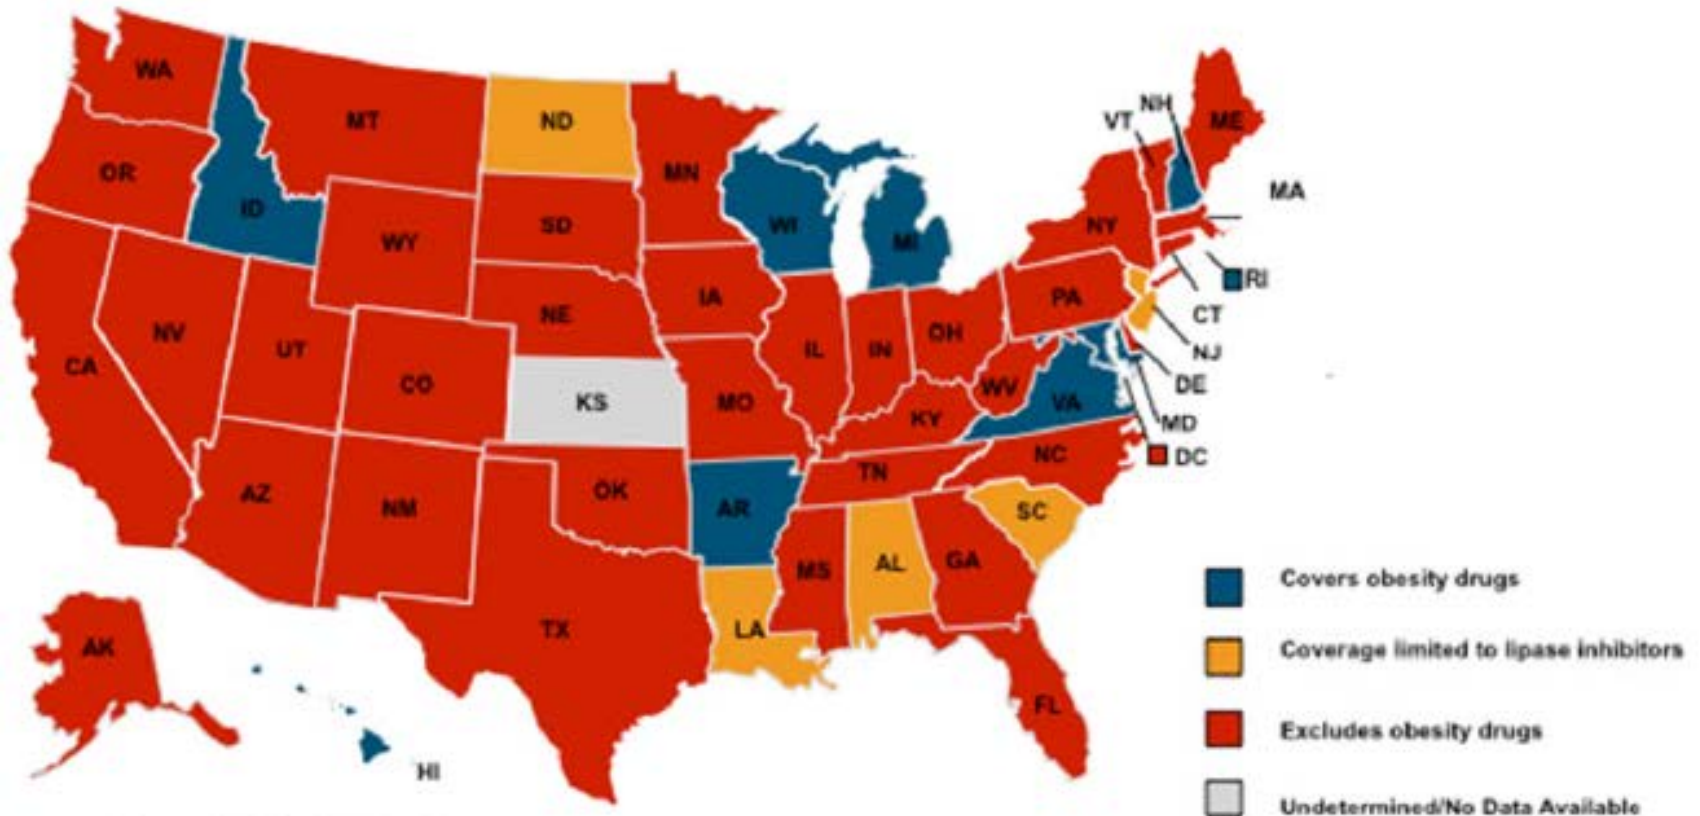 WA
MT
ND
MN
OR
ID
SD
WY
WI
MI
NY
VT
NH
ME
MA
RI
CT
NJ
DE
MD
DC
PA
IA
NE
NV
UT
CA
CO
KS
MO
IL
IN
OH
WV
VA
KY
NC
TN
AZ
NM
OK
AR
SC
MS
AL
GA
LA
TX
FL
AK
HI
Covers obesity drugs
Coverage limited to lipase inhibitors
Excludes obesity drugs
Undetermined/No Data Available